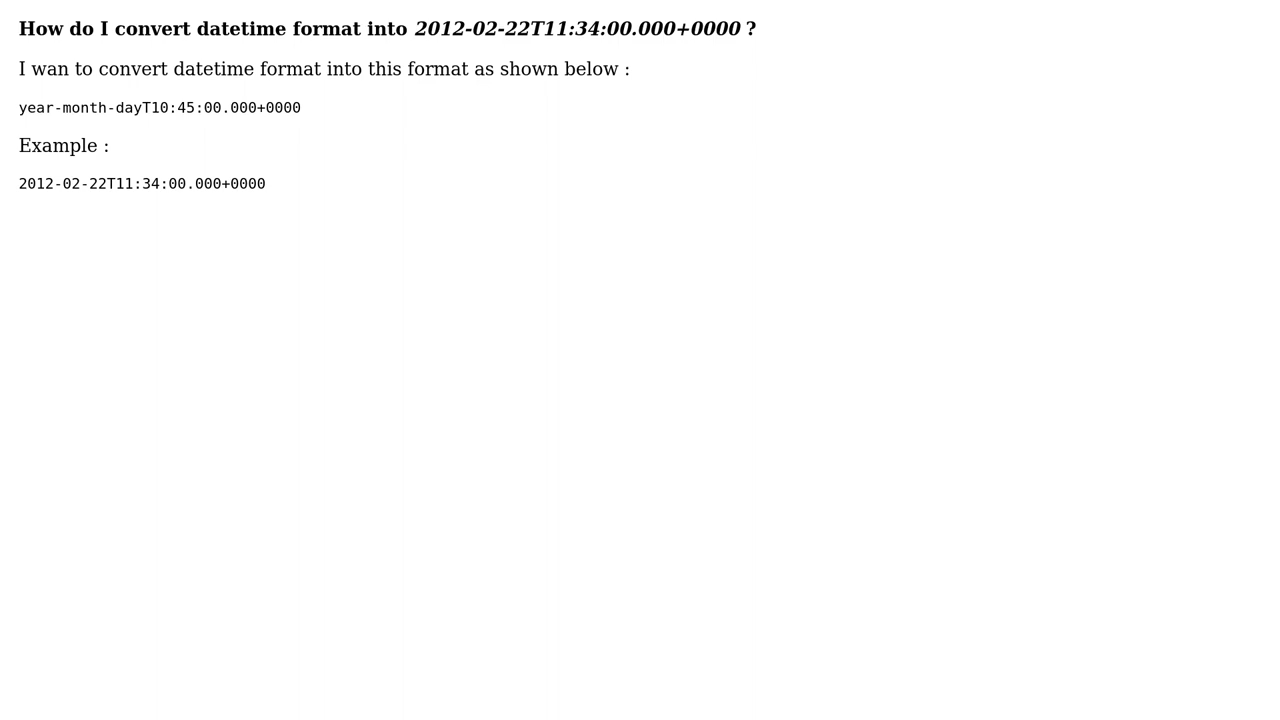 How do I convert datetime format into 2012-02-22T11:34:00.000+0000 ?
I wan to convert datetime format into this format as shown below :
year-month-dayT10:45:00.000+0000
Example :
2012-02-22T11:34:00.000+0000